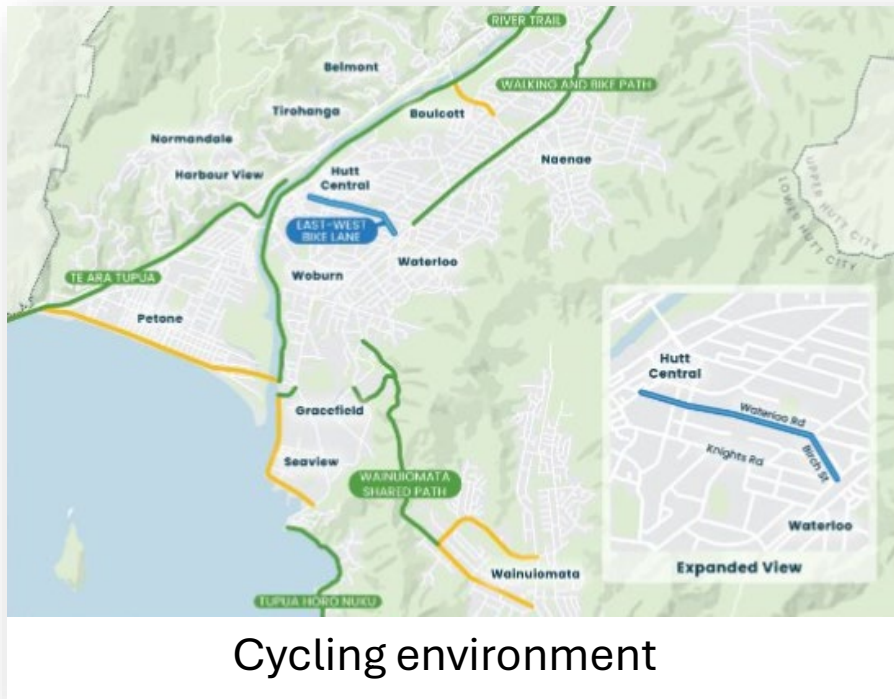 RIVER TRAIL
Belmont
WALKING AND BIKE PATH
Tirohanga
Boulcott
Normandale
Naenae
Harbour View
Hutt
Central
UPPER HUTT CITY
LOWER HUTT CITY
EAST-WEST
BIKE LANE
Waterloo
Woburn
TE ARA TUPUA
Petone
Gracefield
Seaview
WAINUIOMATA
SHARED PATH
Wainuiomata
TUPUA HORO NUKU
Hutt
Central
Waterloo Rd
Knights Rd
Birch St
Waterloo
Expanded View
Cycling environment